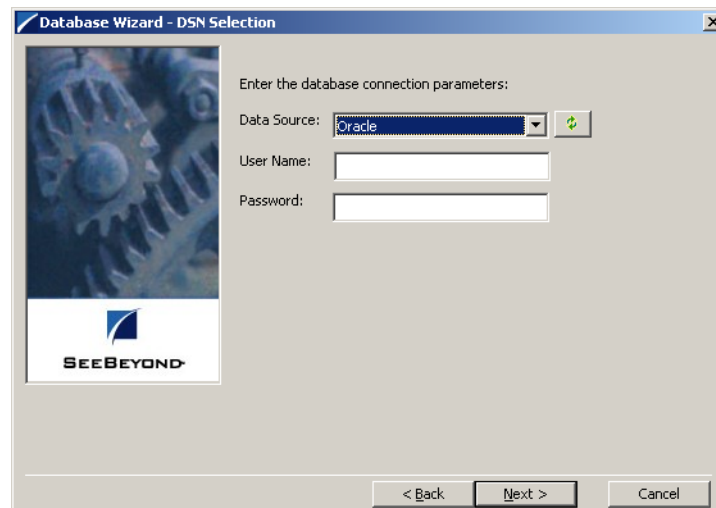 Database Wizard - DSN Selection
Enter the database connection parameters:
Data Source: Oracle
User Name:
Password:
SEEBEYOND
< Back Next > Cancel